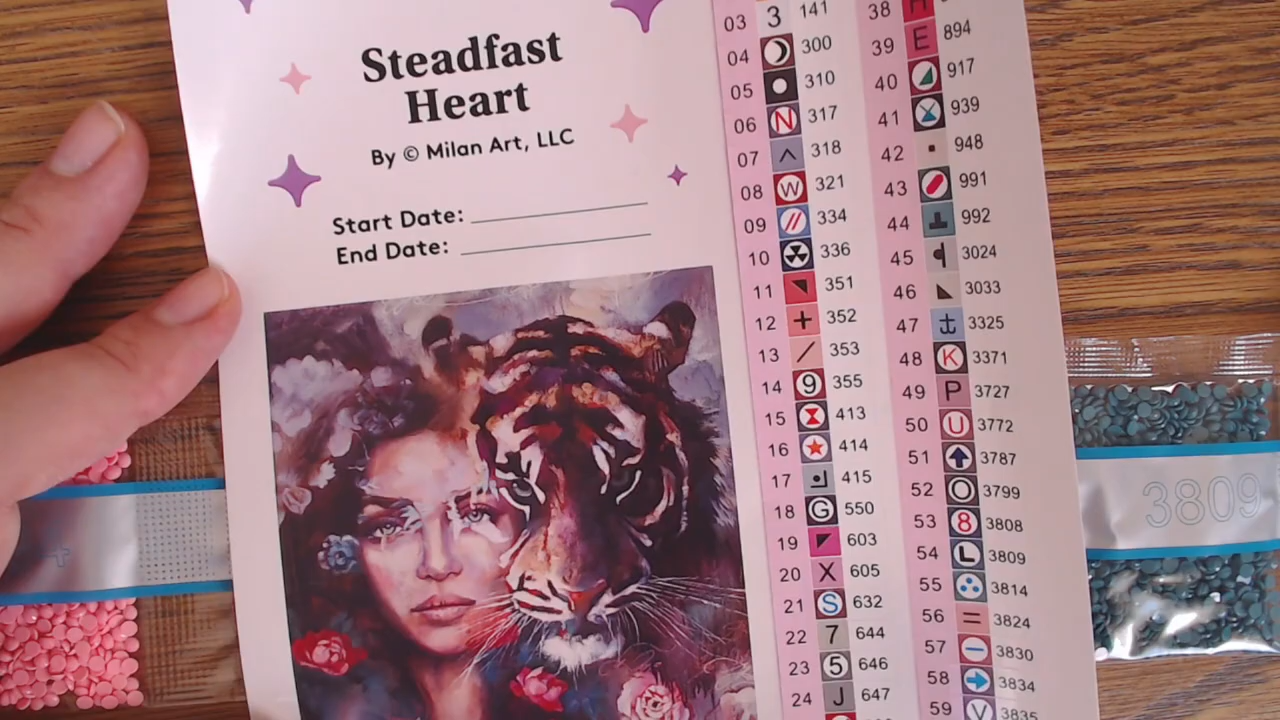 Steadfast
Heart
By © Milan Art, LLC
Start Date:
End Date:
03 3 141
04 300
05 310
06 N 317
07 318
08 W 321
09 // 334
10 336
11 351
12 + 352
13 / 353
14 9 355
15 413
16 414
17 415
18 G 550
19 603
20 X 605
21 S 632
22 7 644
23 5 646
24 J 647
38 H
39 E 894
40 917
41 939
42 948
43 991
44 992
45 3024
46 3033
47 3325
48 K 3371
49 P 3727
50 U 3772
51 3787
52 O 3799
53 8 3808
54 L 3809
55 3814
56 = 3824
57 − 3830
58 3834
59 V 3835
3809